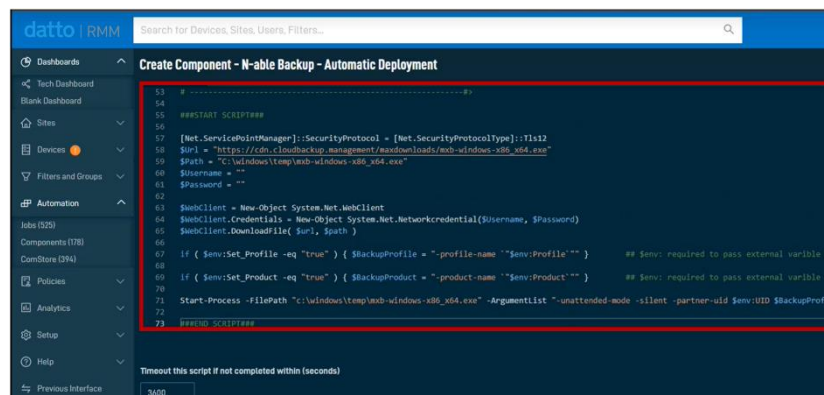 datto | RMM
Search for Devices, Sites, Users, Filters...
Dashboards
Tech Dashboard
Blank Dashboard
Sites
Devices
Filters and Groups
Automation
Jobs (525)
Components (178)
ComStore (394)
Policies
Analytics
Setup
Help
Previous Interface
Create Component - N-able Backup - Automatic Deployment
53 # -----------------------------------------------------------#>
54
55 ###START SCRIPT###
56
57 [Net.ServicePointManager]::SecurityProtocol = [Net.SecurityProtocolType]::Tls12
58 $Url = "https://cdn.cloudbackup.management/maxdownloads/mxb-windows-x86_x64.exe"
59 $Path = "C:\windows\temp\mxb-windows-x86_x64.exe"
60 $Username = ""
61 $Password = ""
62
63 $WebClient = New-Object System.Net.WebClient
64 $WebClient.Credentials = New-Object System.Net.Networkcredential($Username, $Password)
65 $WebClient.DownloadFile( $url, $path )
66
67 if ( $env:Set_Profile -eq "true" ) { $BackupProfile = "-profile-name `"$env:Profile`"" } ## $env: required to pass external varible
68
69 if ( $env:Set_Product -eq "true" ) { $BackupProduct = "-product-name `"$env:Product`"" } ## $env: required to pass external varible
70
71 Start-Process -FilePath "c:\windows\temp\mxb-windows-x86_x64.exe" -ArgumentList "-unattended-mode -silent -partner-uid $env:UID $BackupProf
72
73 ###END SCRIPT###
Timeout this script if not completed within (seconds)
3600